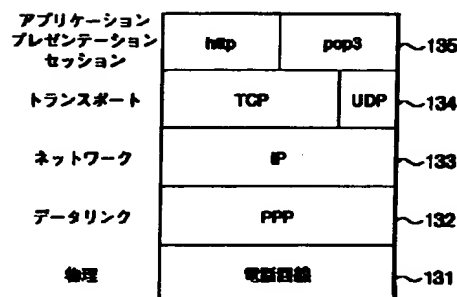 アプリケーション
プレゼンテーション
セッション
http pop3 135
トランスポート TCP UDP 134
ネットワーク IP 133
データリンク PPP 132
物理 電話回線 131